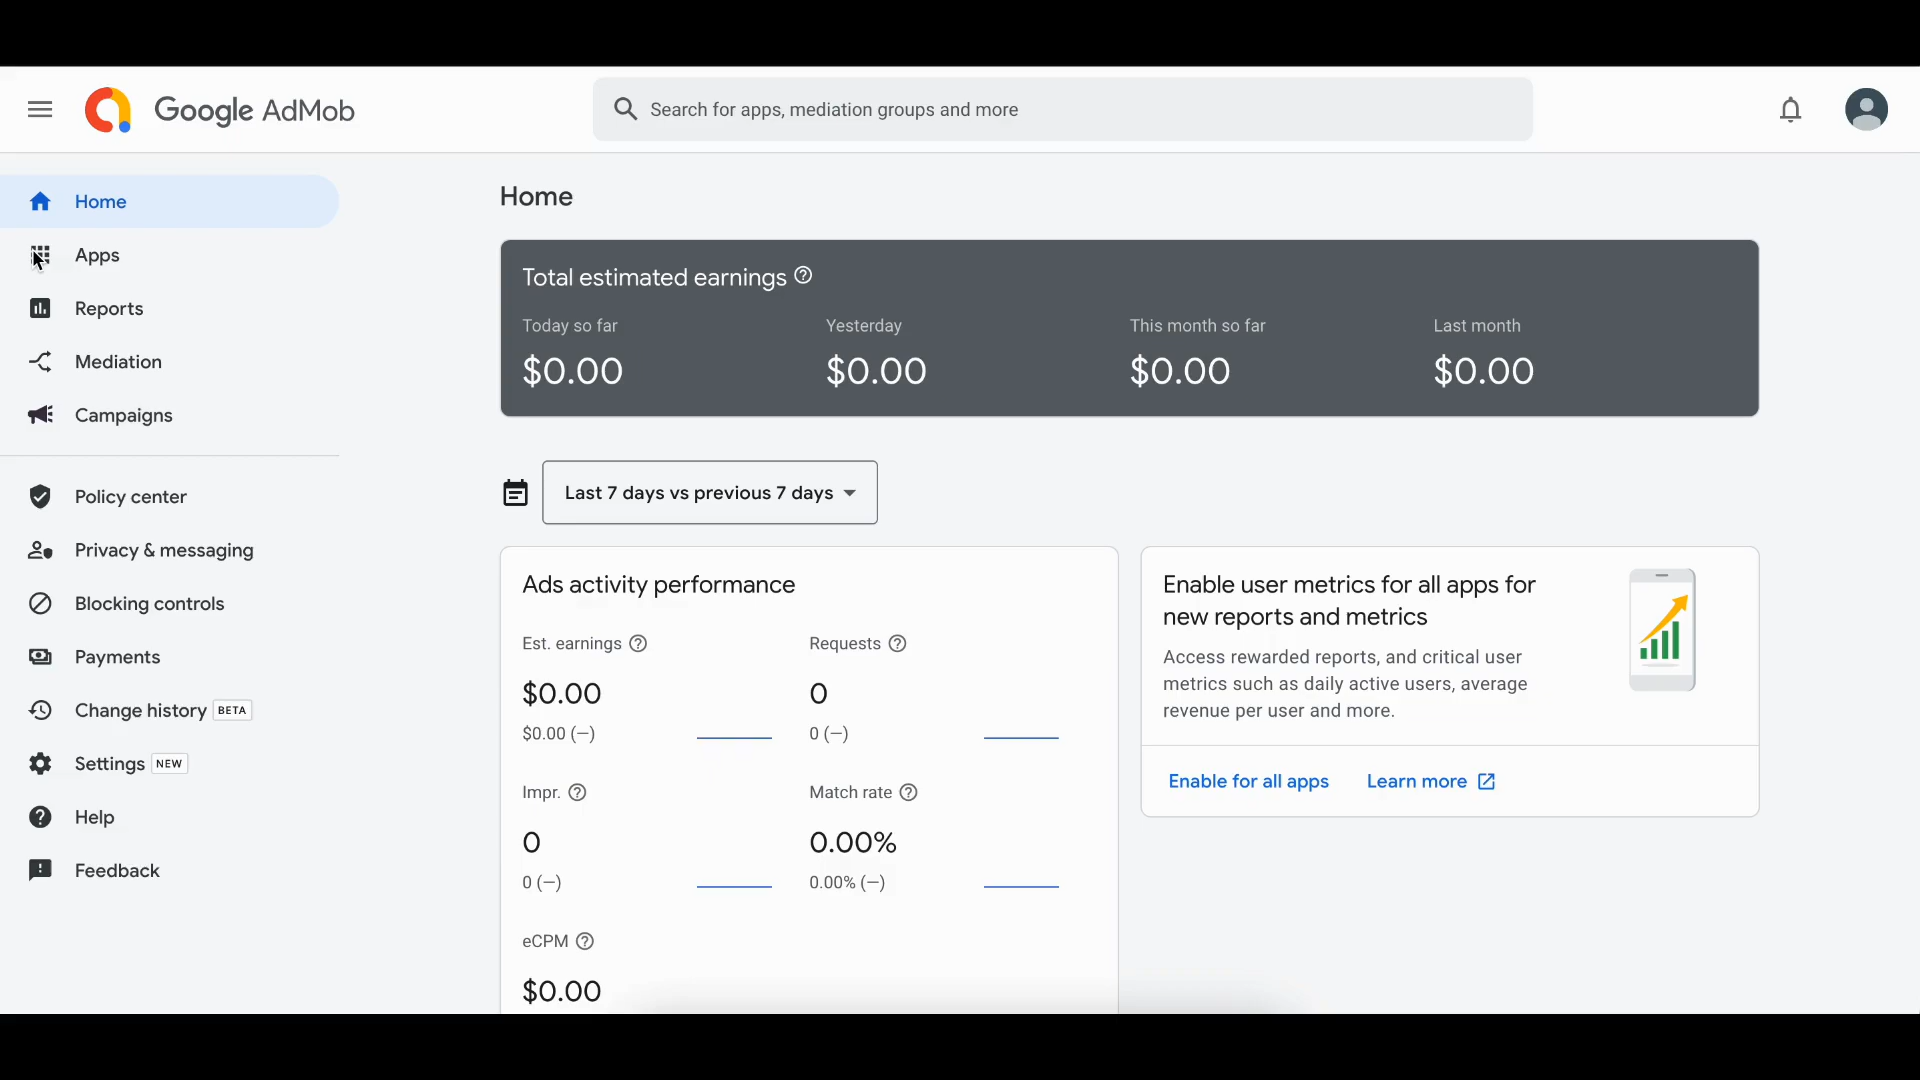 Google AdMob
Search for apps, mediation groups and more
Home
Apps
Reports
Mediation
Campaigns
Policy center
Privacy & messaging
Blocking controls
Payments
Change history BETA
Settings NEW
Help
Feedback
Home
Total estimated earnings
Today so far
$0.00
Yesterday
$0.00
This month so far
$0.00
Last month
$0.00
Last 7 days vs previous 7 days
Ads activity performance
Est. earnings
$0.00
$0.00 (—)
Requests
0
0 (—)
Impr.
0
0 (—)
Match rate
0.00%
0.00% (—)
eCPM
$0.00
Enable user metrics for all apps for
new reports and metrics
Access rewarded reports, and critical user
metrics such as daily active users, average
revenue per user and more.
Enable for all apps
Learn more